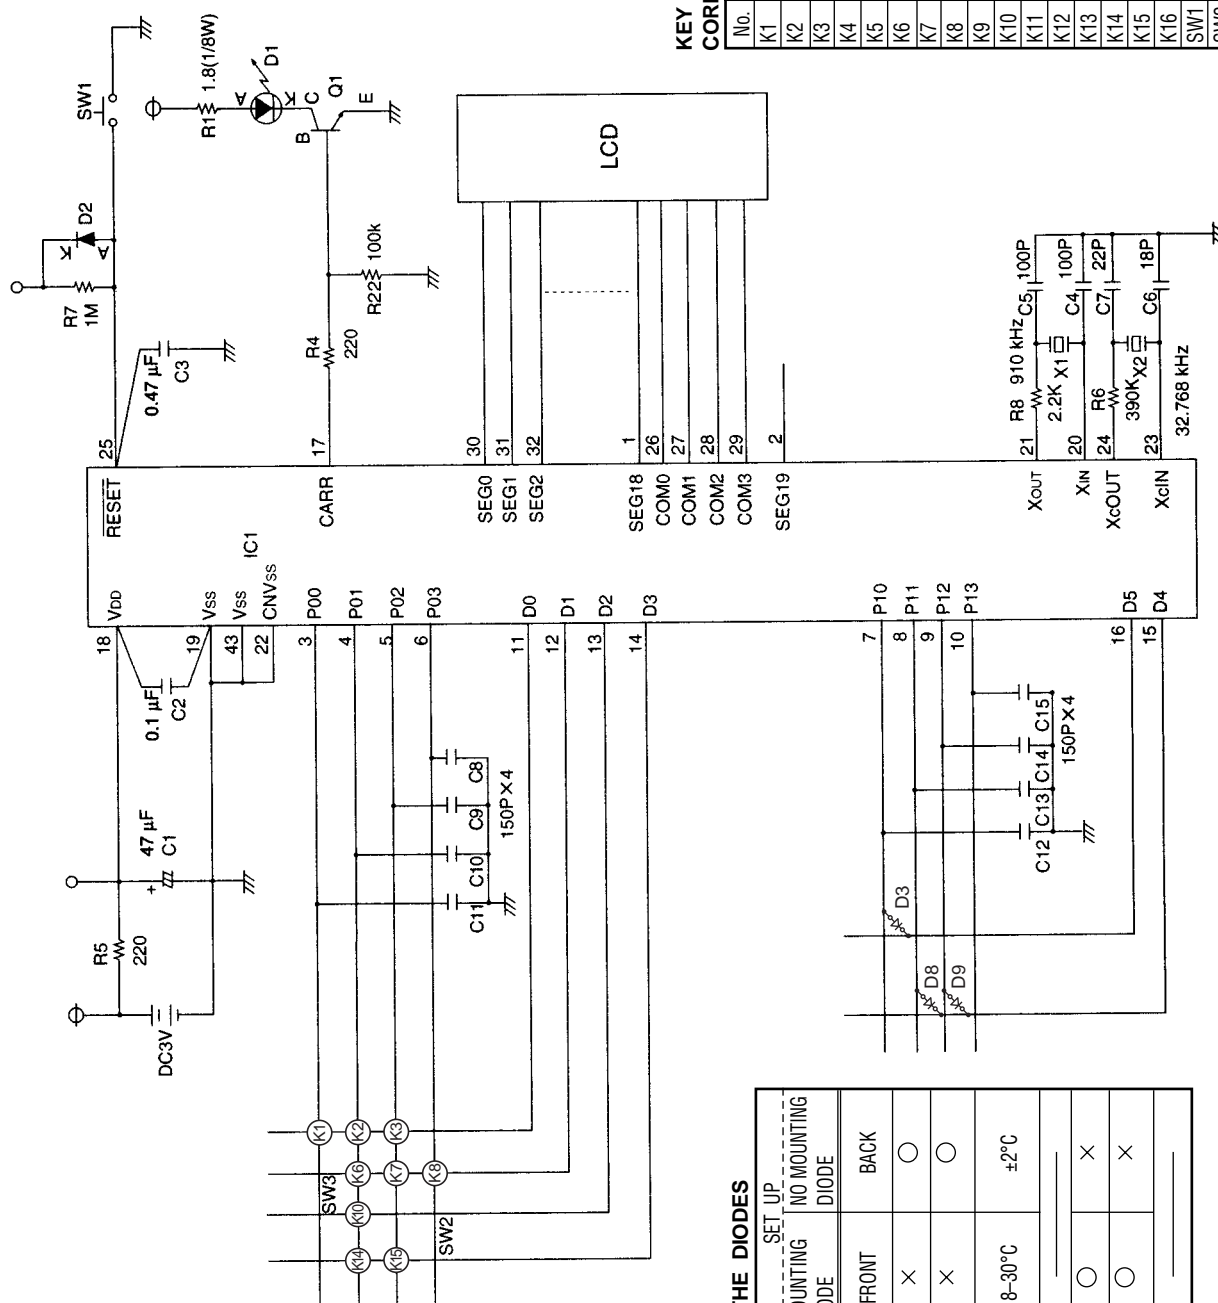 KEY
No.
K1
K2
K3
K4
K5
K6
K7
K8
K9
K10
K11
K12
K13
K14
K15
K16
SW1
SW1
R1
1.8(1/8W)
D1
A
K
C
Q1
B
E
D2
K
A
R7
1M
0.47 μF
C3
R4
220
R22
100k
LCD
R8
2.2K
910 kHz
X1
C5
100P
C4
100P
R6
390K
X2
C7
22P
C6
18P
32.768 kHz
25
17
30
31
32
1
26
27
28
29
2
21
20
24
23
RESET
CARR
SEG0
SEG1
SEG2
SEG18
COM0
COM1
COM2
COM3
SEG19
XOUT
XIN
XcOUT
XcIN
IC1
VDD
VSS
VSS
CNVSS
P00
P01
P02
P03
D0
D1
D2
D3
P10
P11
P12
P13
D5
D4
18
19
43
22
3
4
5
6
11
12
13
14
7
8
9
10
16
15
0.1 μF
C2
47 μF
C1
+
R5
220
DC3V
C8
C9
C10
C11
150P×4
C15
C14
C13
C12
150P×4
D3
D8
D9
K1
K2
K3
K6
K7
K8
K10
K14
K15
SW3
SW2
THE DIODES
SET UP
NO MOUNTING
DIODE
FRONT
BACK
× ○
× ○
±2°C
○ ×
○ ×